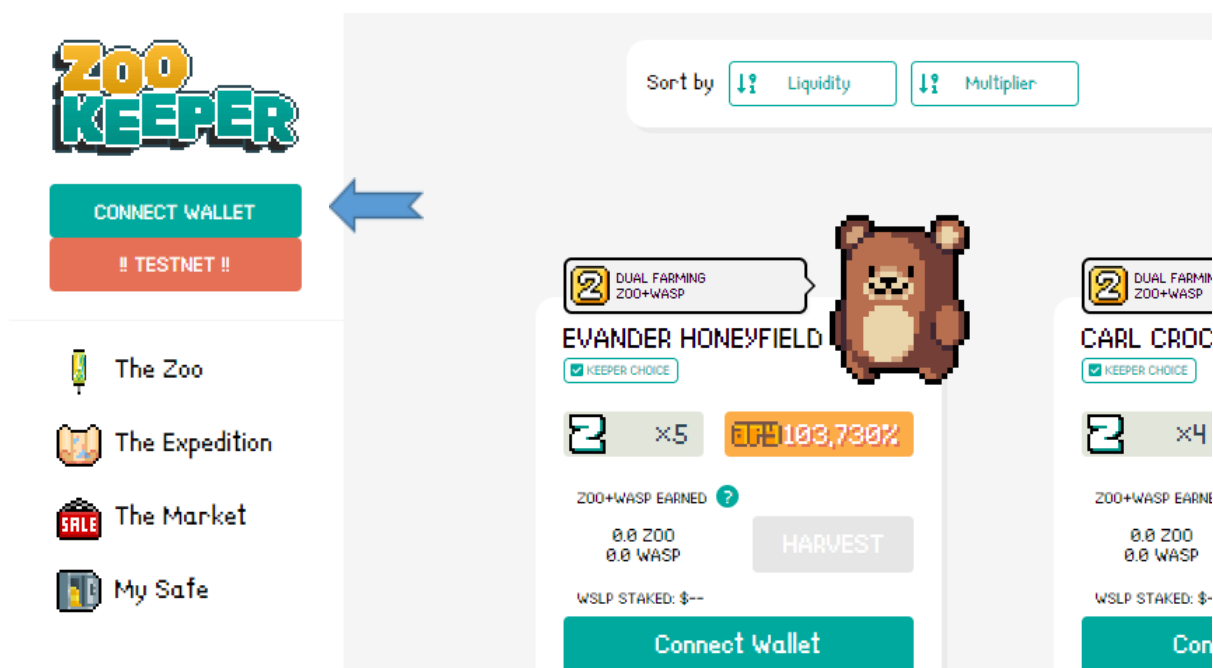 ZOO
KEEPER
CONNECT WALLET
!! TESTNET !!
The Zoo
The Expedition
SALE
The Market
My Safe
Sort by
Liquidity
Multiplier
2
DUAL FARMING
ZOO+WASP
EVANDER HONEYFIELD
KEEPER CHOICE
Z
×5
103,730%
ZOO+WASP EARNED ?
0.0 ZOO
0.0 WASP
HARVEST
WSLP STAKED: $--
Connect Wallet
2
DUAL FARMIN
ZOO+WASP
CARL CROC
KEEPER CHOICE
Z
×4
ZOO+WASP EARNE
0.0 ZOO
0.0 WASP
WSLP STAKED: $-
Con